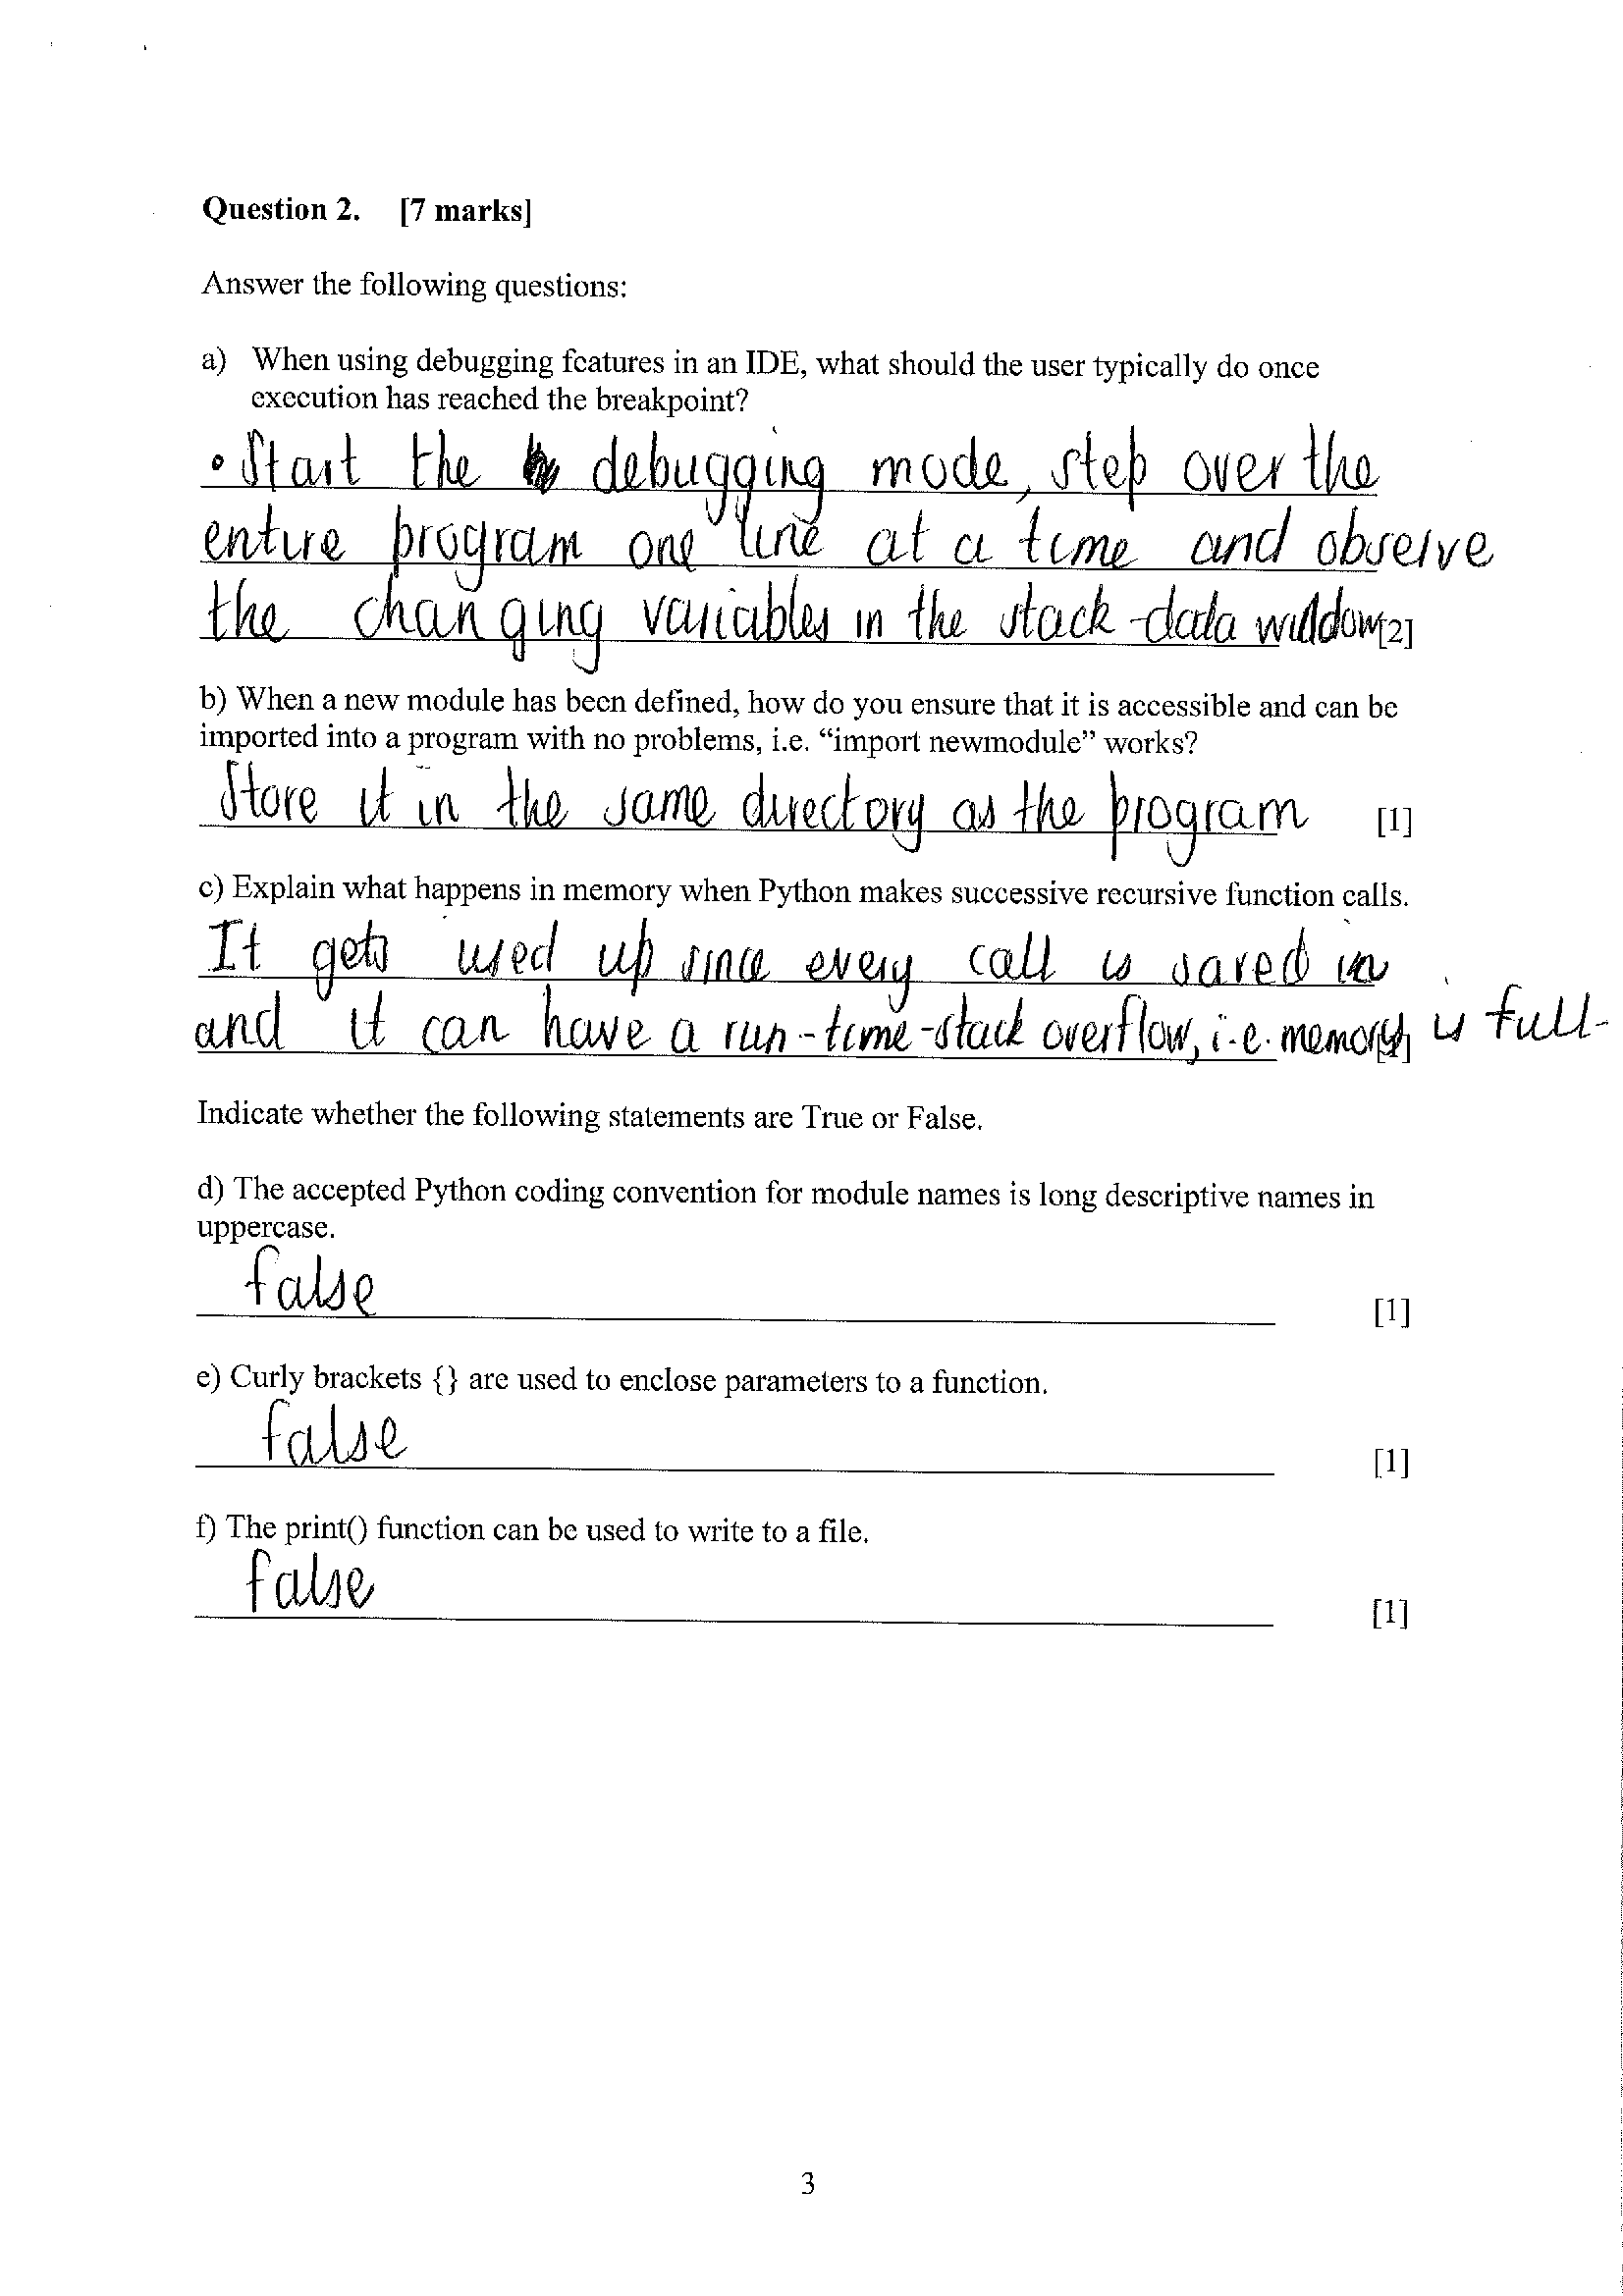 Question 2. [7 marks]
Answer the following questions:
a) When using debugging features in an IDE, what should the user typically do once
execution has reached the breakpoint?
• Start the debugging mode, step over the
entire program one line at a time and observe
the changing variables in the stack-data window [2]
b) When a new module has been defined, how do you ensure that it is accessible and can be
imported into a program with no problems, i.e. “import newmodule” works?
Store it in the same directory as the program [1]
c) Explain what happens in memory when Python makes successive recursive function calls.
It gets used up since every call is saved in
and it can have a run-time-stack overflow, i.e. memory is full-
Indicate whether the following statements are True or False.
d) The accepted Python coding convention for module names is long descriptive names in
uppercase.
false
[1]
e) Curly brackets {} are used to enclose parameters to a function.
false
[1]
f) The print() function can be used to write to a file.
false
[1]
3